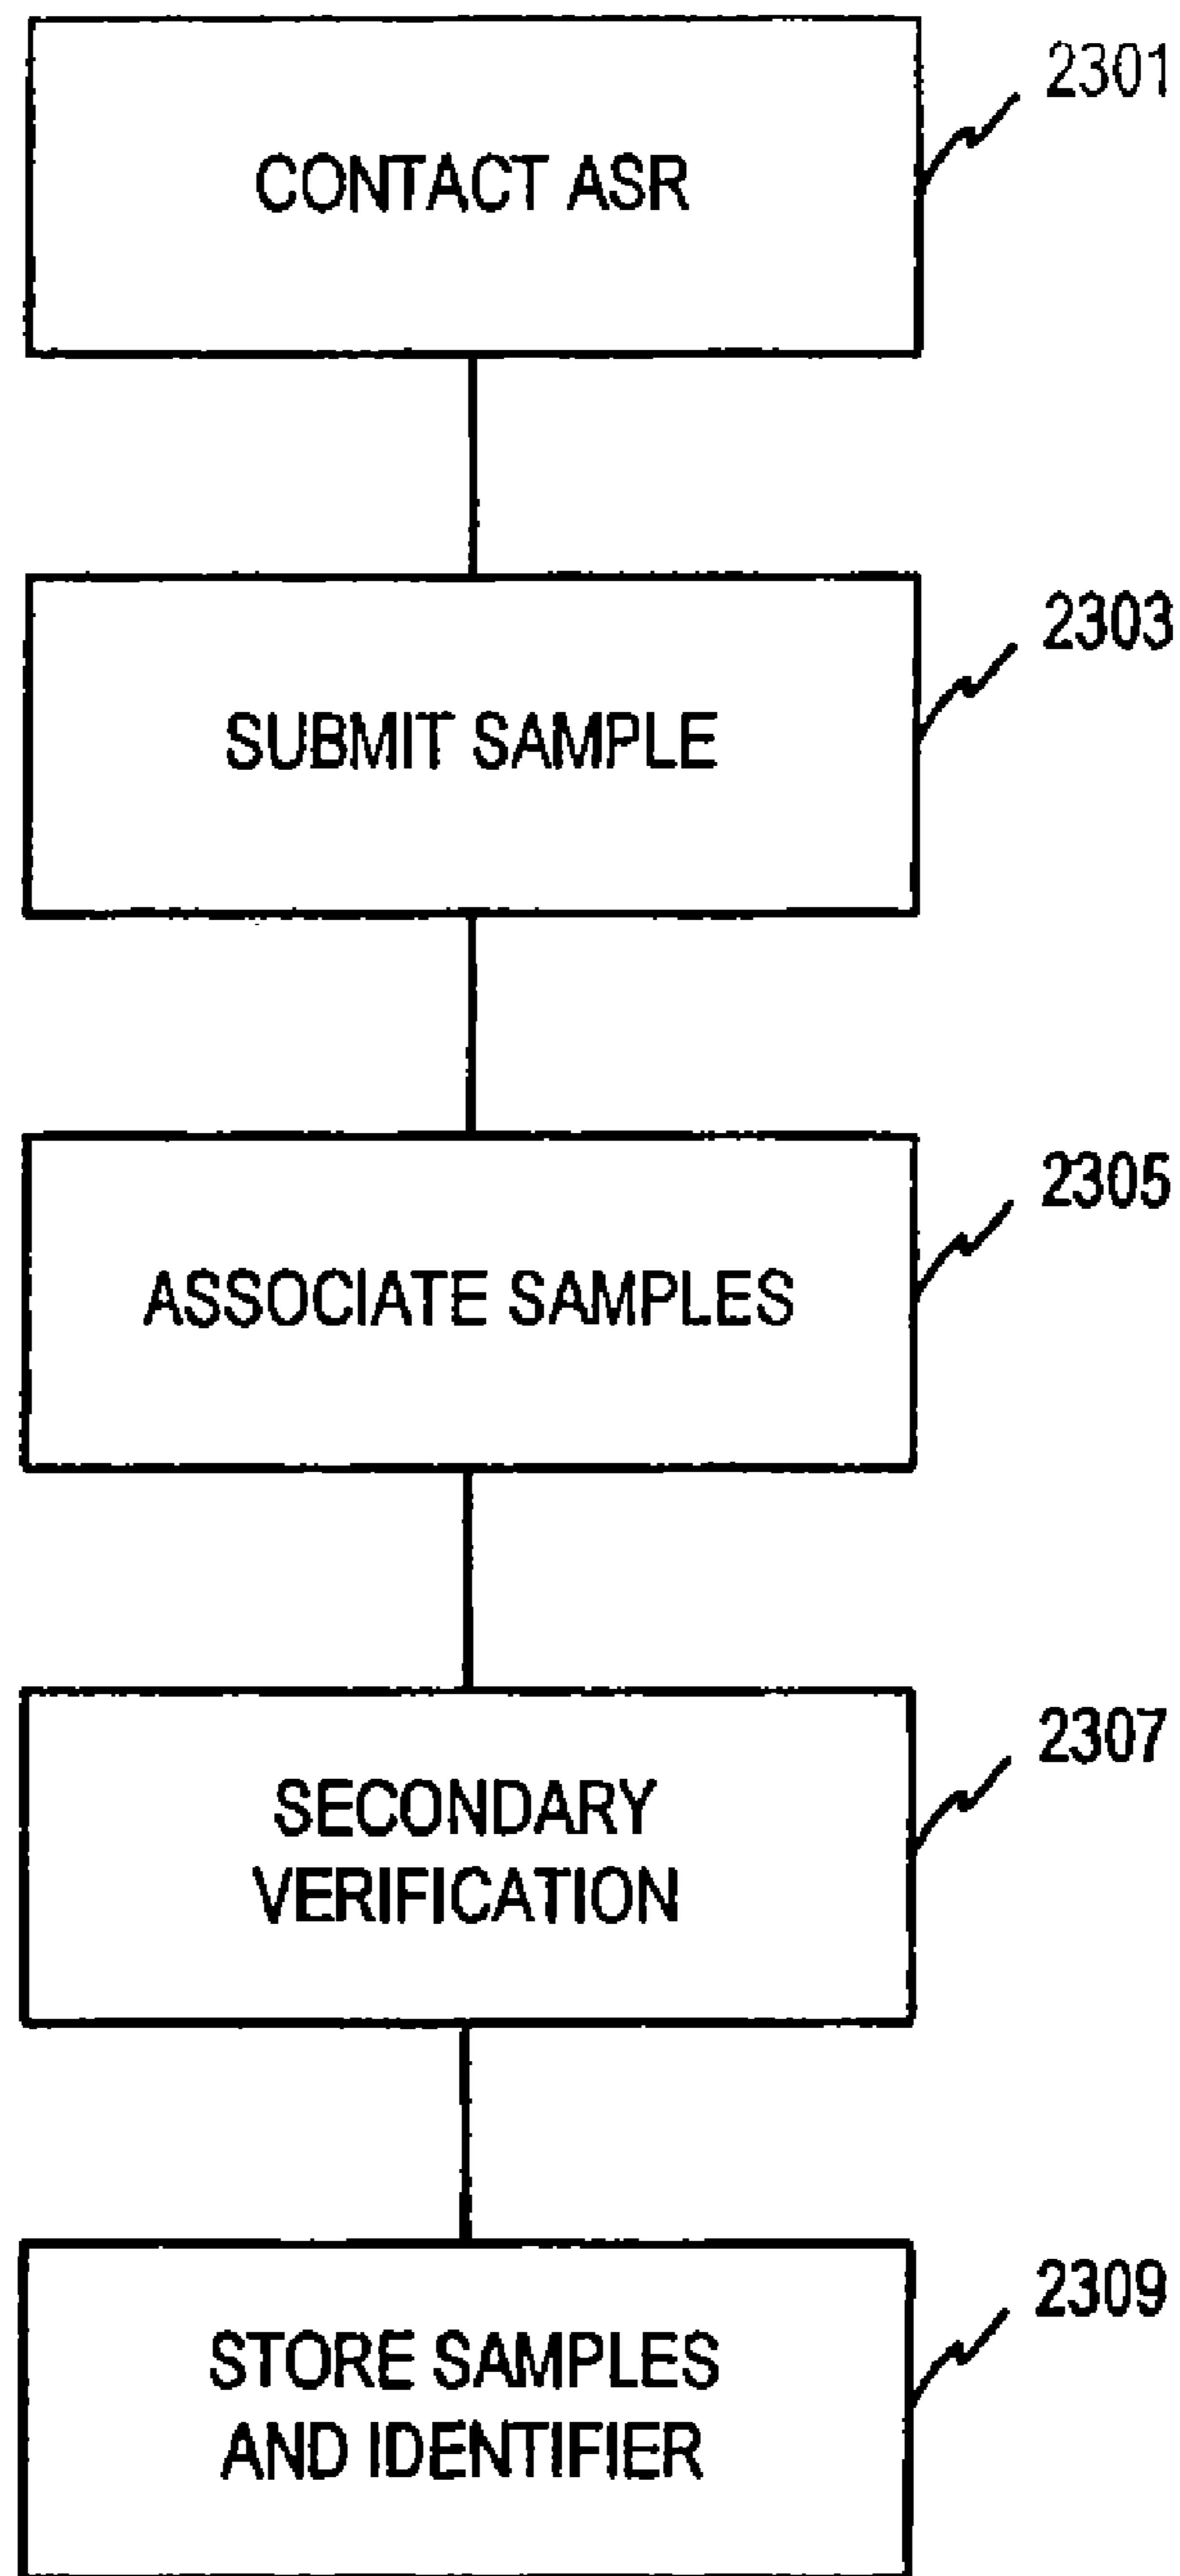 CONTACT ASR
2301
SUBMIT SAMPLE
2303
ASSOCIATE SAMPLES
2305
SECONDARY
VERIFICATION
2307
STORE SAMPLES
AND IDENTIFIER
2309